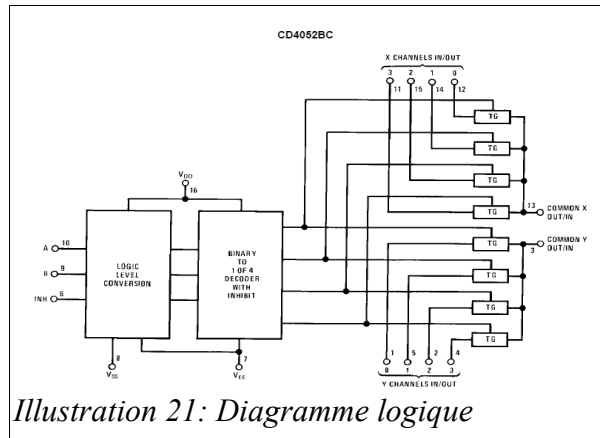 CD4052BC
X CHANNELS IN/OUT
3 2 1 0
11 15 14 12
TG
TG
TG
13
TG
COMMON X
OUT/IN
VDD
16
A 10
B 9
INH 6
LOGIC
LEVEL
CONVERSION
BINARY
TO
1 OF 4
DECODER
WITH
INHIBIT
TG
COMMON Y
OUT/IN
3
TG
TG
TG
8
VSS
7
VEE
1 5 2 4
0 1 2 3
Y CHANNELS IN/OUT
Illustration 21: Diagramme logique